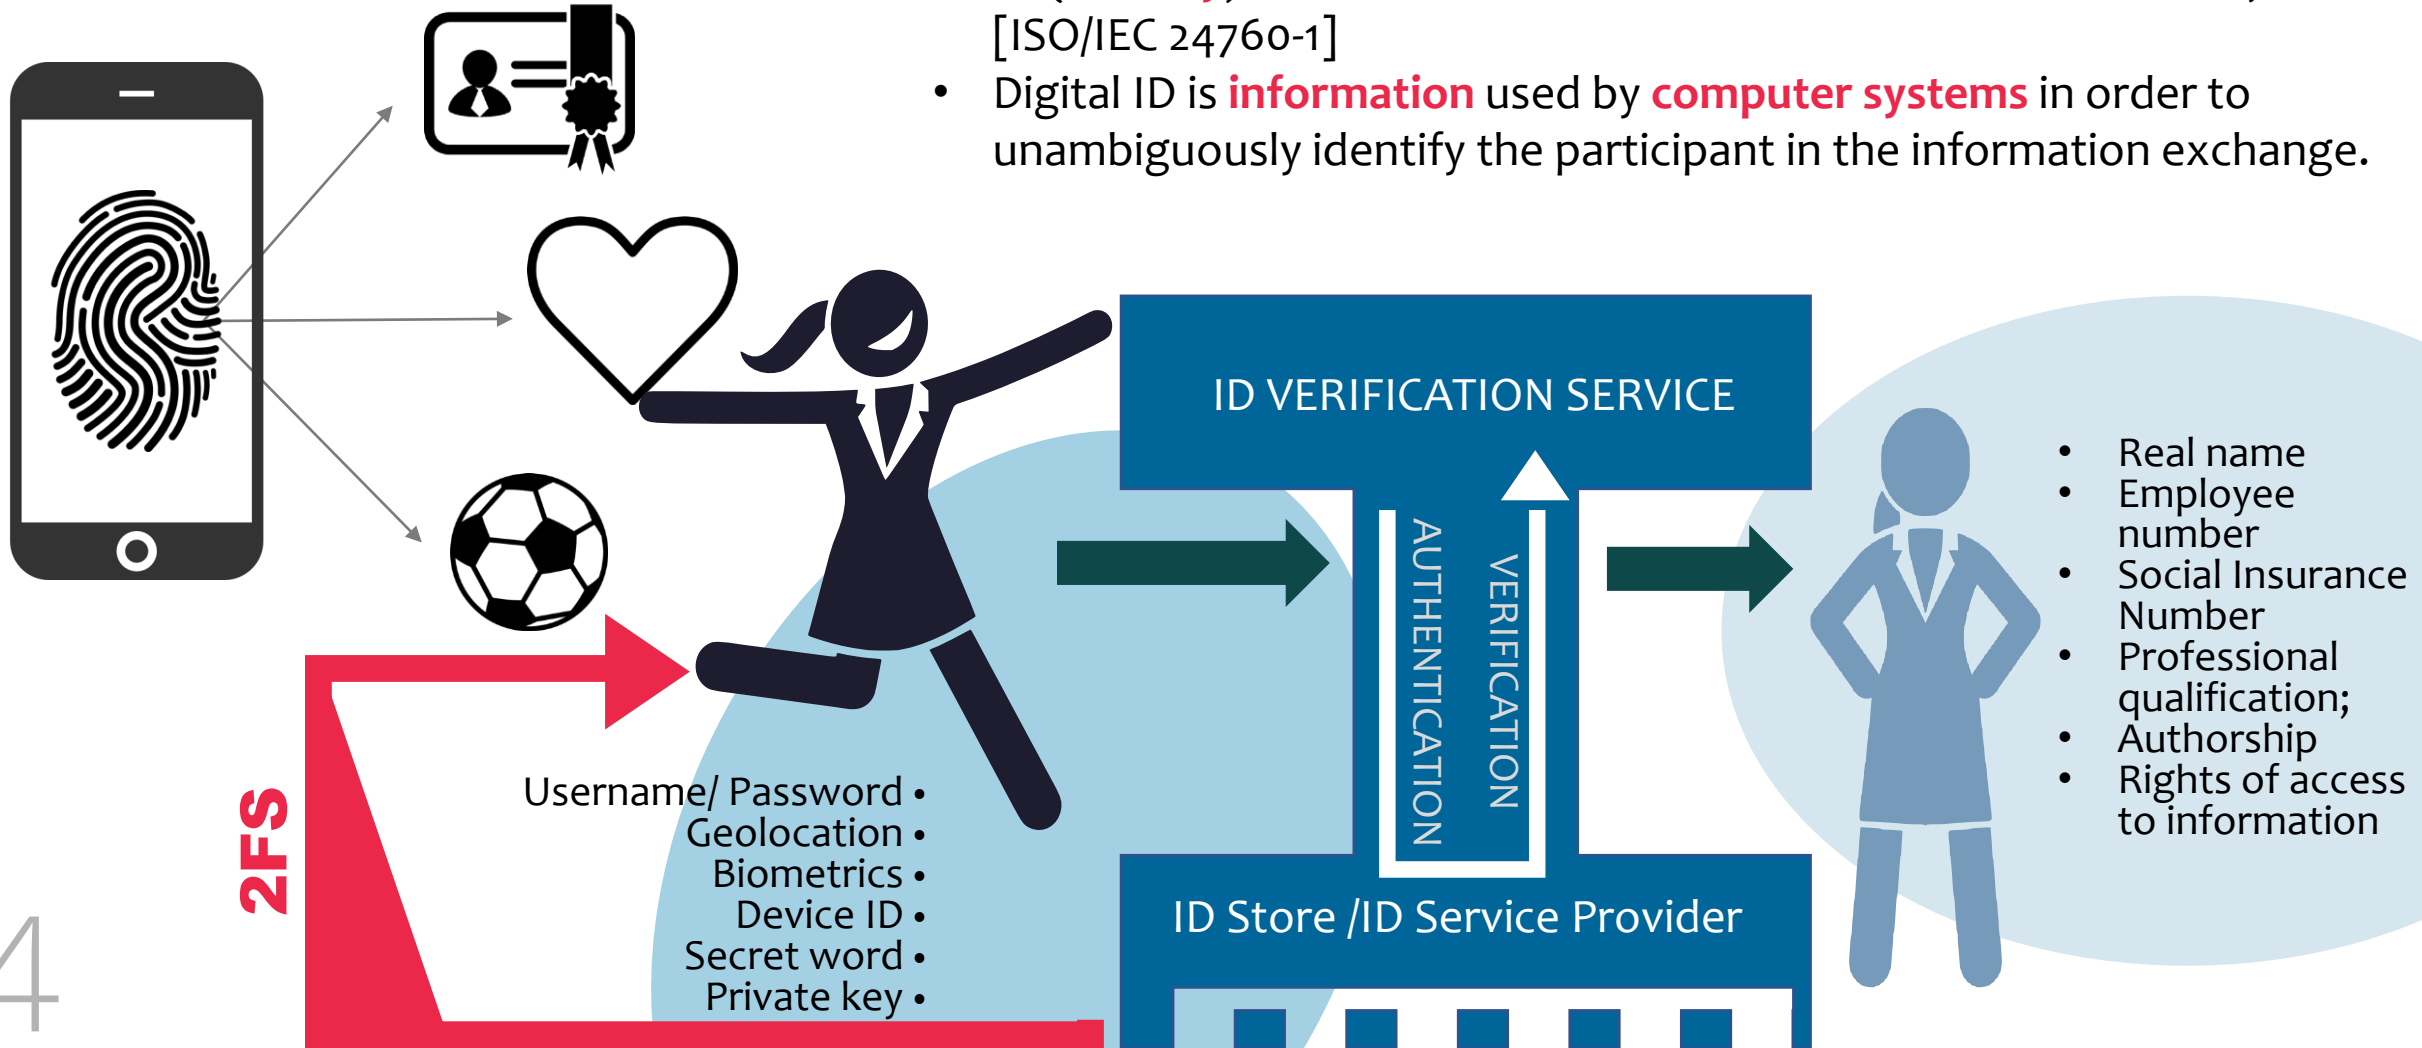 [ISO/IEC 24760-1]
• Digital ID is information used by computer systems in order to
unambiguously identify the participant in the information exchange.
ID VERIFICATION SERVICE
AUTHENTICATION
VERIFICATION
• Real name
• Employee
number
• Social Insurance
Number
• Professional
qualification;
• Authorship
• Rights of access
to information
2FS
Username/ Password •
Geolocation •
Biometrics •
Device ID •
Secret word •
Private key •
ID Store /ID Service Provider
4